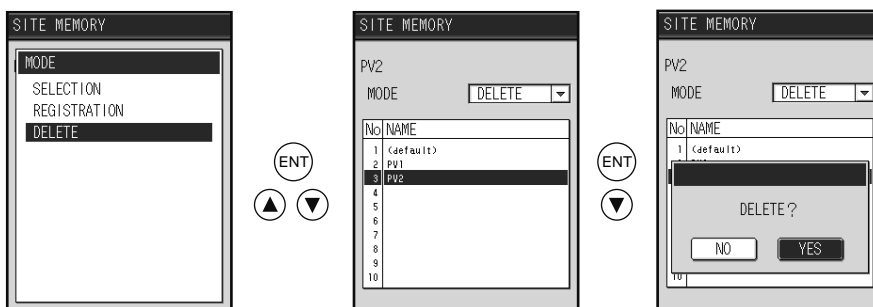 SITE MEMORY
MODE
SELECTION
REGISTRATION
DELETE
ENT
SITE MEMORY
PV2
MODE DELETE
No NAME
1 (default)
2 PV1
3 PV2
4
5
6
7
8
9
10
ENT
SITE MEMORY
PV2
MODE DELETE
No NAME
1 (default)
DELETE?
NO YES
10